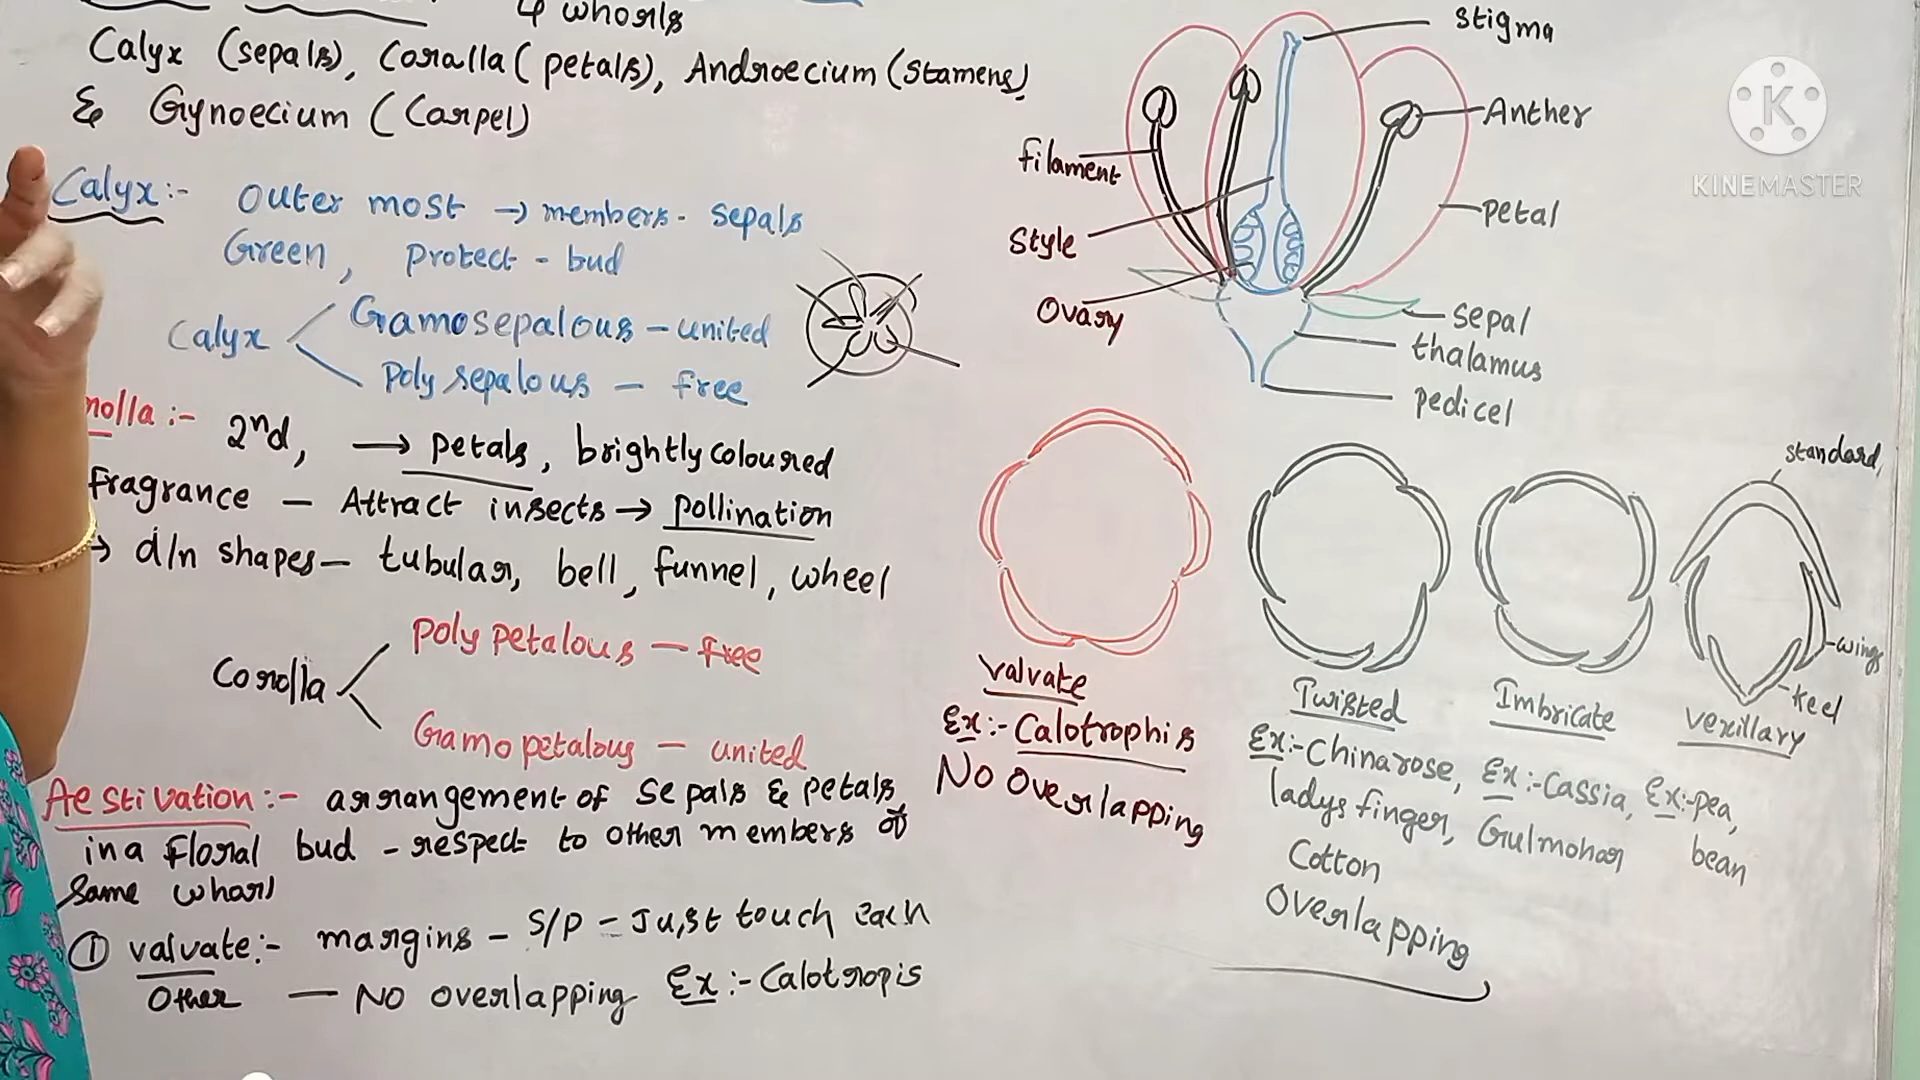 4 whorls
Calyx (sepals), Coralla (petals), Androecium (Stamens),
& Gynoecium (Carpel)
Calyx :- Outer most → members - sepals
Green, Protect - bud
Calyx Gamosepalous - united
Poly sepalous - free
rolla :- 2nd, → petals, brightly coloured
Fragrance - Attract insects → pollination
→ d/n shapes - tubular, bell, funnel, wheel
Corolla poly petalous - free
Gamopetalous - united
Aestivation :- arrangement of sepals & petals
in a floral bud - respect to other members of
same whorl
① valvate :- margins - S/P - Just touch each
Other - No overlapping Ex :- Calotropis
Stigma
Anther
filament
petal
Style
Ovary
sepal
thalamus
pedicel
valvate
Ex :- Calotrophis
No Overlapping
Twisted
Ex :- Chinarose,
ladys finger,
Cotton
Overlapping
Imbricate
Ex :- Cassia,
Gulmohar
standard,
wings
keel
vexillary
Ex :- pea,
bean
K
KINEMASTER